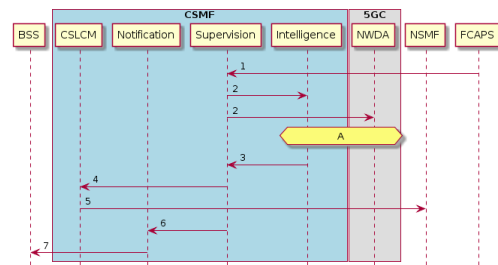 CSMF 5GC
BSS CSLCM Notification Supervision Intelligence NWDA NSMF FCAPS
1
2
2
A
3
4
5
6
7